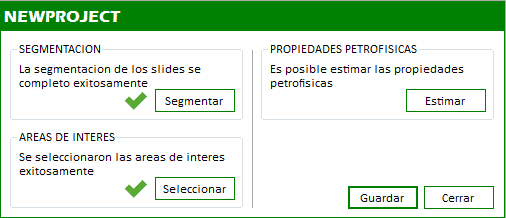 NEWPROJECT
SEGMENTACION
La segmentacion de los slides se
completo exitosamente
Segmentar
AREAS DE INTERES
Se seleccionaron las areas de interes
exitosamente
Seleccionar
PROPIEDADES PETROFISICAS
Es posible estimar las propiedades
petrofisicas
Estimar
Guardar
Cerrar